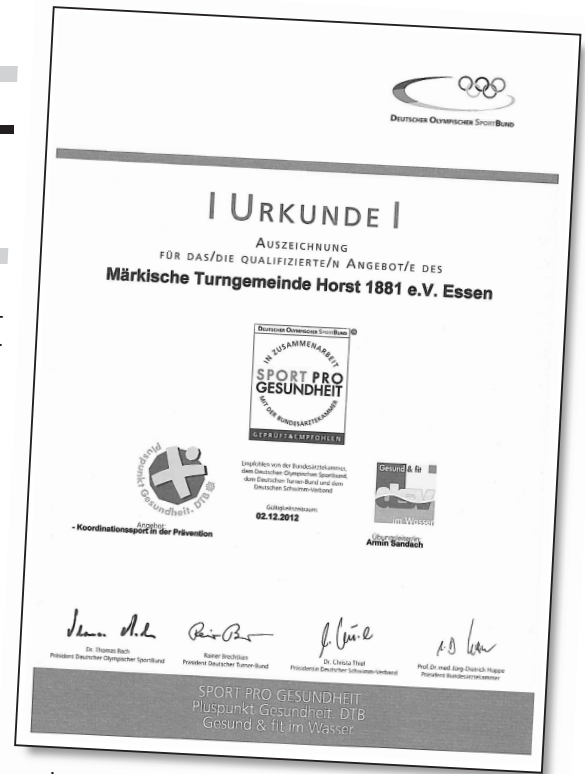 DEUTSCHER OLYMPISCHER SPORTBUND
| URKUNDE |
AUSZEICHNUNG
FÜR DAS/DIE QUALIFIZIERTE/N ANGEBOT/E DES
Märkische Turngemeinde Horst 1881 e.V. Essen
DEUTSCHER OLYMPISCHER SPORTBUND ©
IN ZUSAMMENARBEIT
SPORT PRO
GESUNDHEIT
MIT DER BUNDESÄRZTEKAMMER
GEPRÜFT & EMPFOHLEN
Pluspunkt Gesundheit. DTB
Empfohlen von der Bundesärztekammer,
dem Deutschen Olympischen Sportbund,
dem Deutschen Turner-Bund und dem
Deutschen Schwimm-Verband
Gültigkeitszeitraum:
02.12.2012
Gesund & fit
dsv
im Wasser
Angebot:
- Koordinationssport in der Prävention
Übungsleiter/in:
Armin Sandach
Dr. Thomas Bach
Präsident Deutscher Olympischer SportBund
Rainer Brechtken
Präsident Deutscher Turner-Bund
Dr. Christa Thiel
Präsidentin Deutscher Schwimm-Verband
Prof. Dr. med. Jörg-Dietrich Hoppe
Präsident Bundesärztekammer
SPORT PRO GESUNDHEIT
Pluspunkt Gesundheit. DTB
Gesund & fit im Wasser